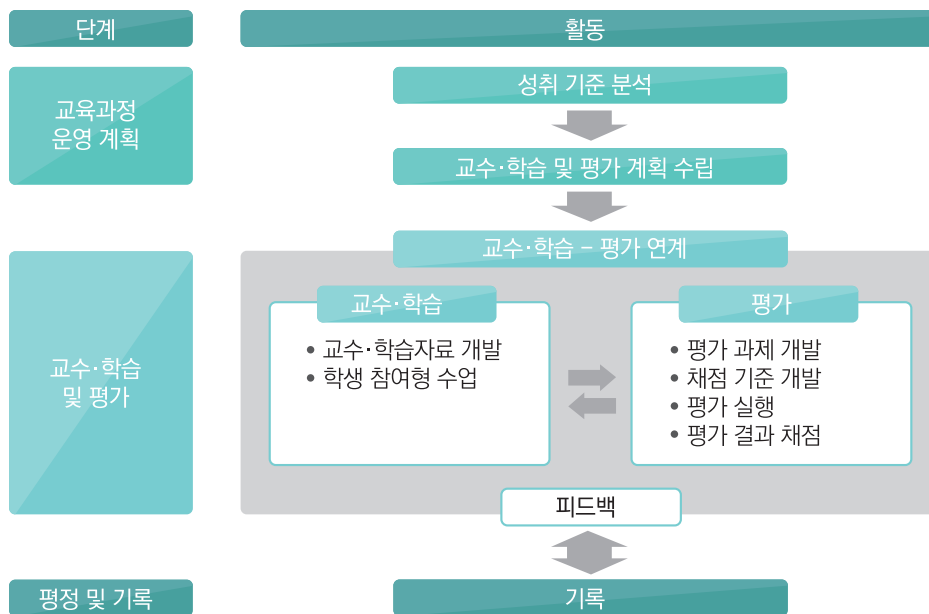 단계
활동
교육과정
운영 계획
성취 기준 분석
교수·학습 및 평가 계획 수립
교수·학습 및 평가
교수·학습 – 평가 연계
교수·학습
• 교수·학습자료 개발
• 학생 참여형 수업
평가
• 평가 과제 개발
• 채점 기준 개발
• 평가 실행
• 평가 결과 채점
피드백
평정 및 기록
기록